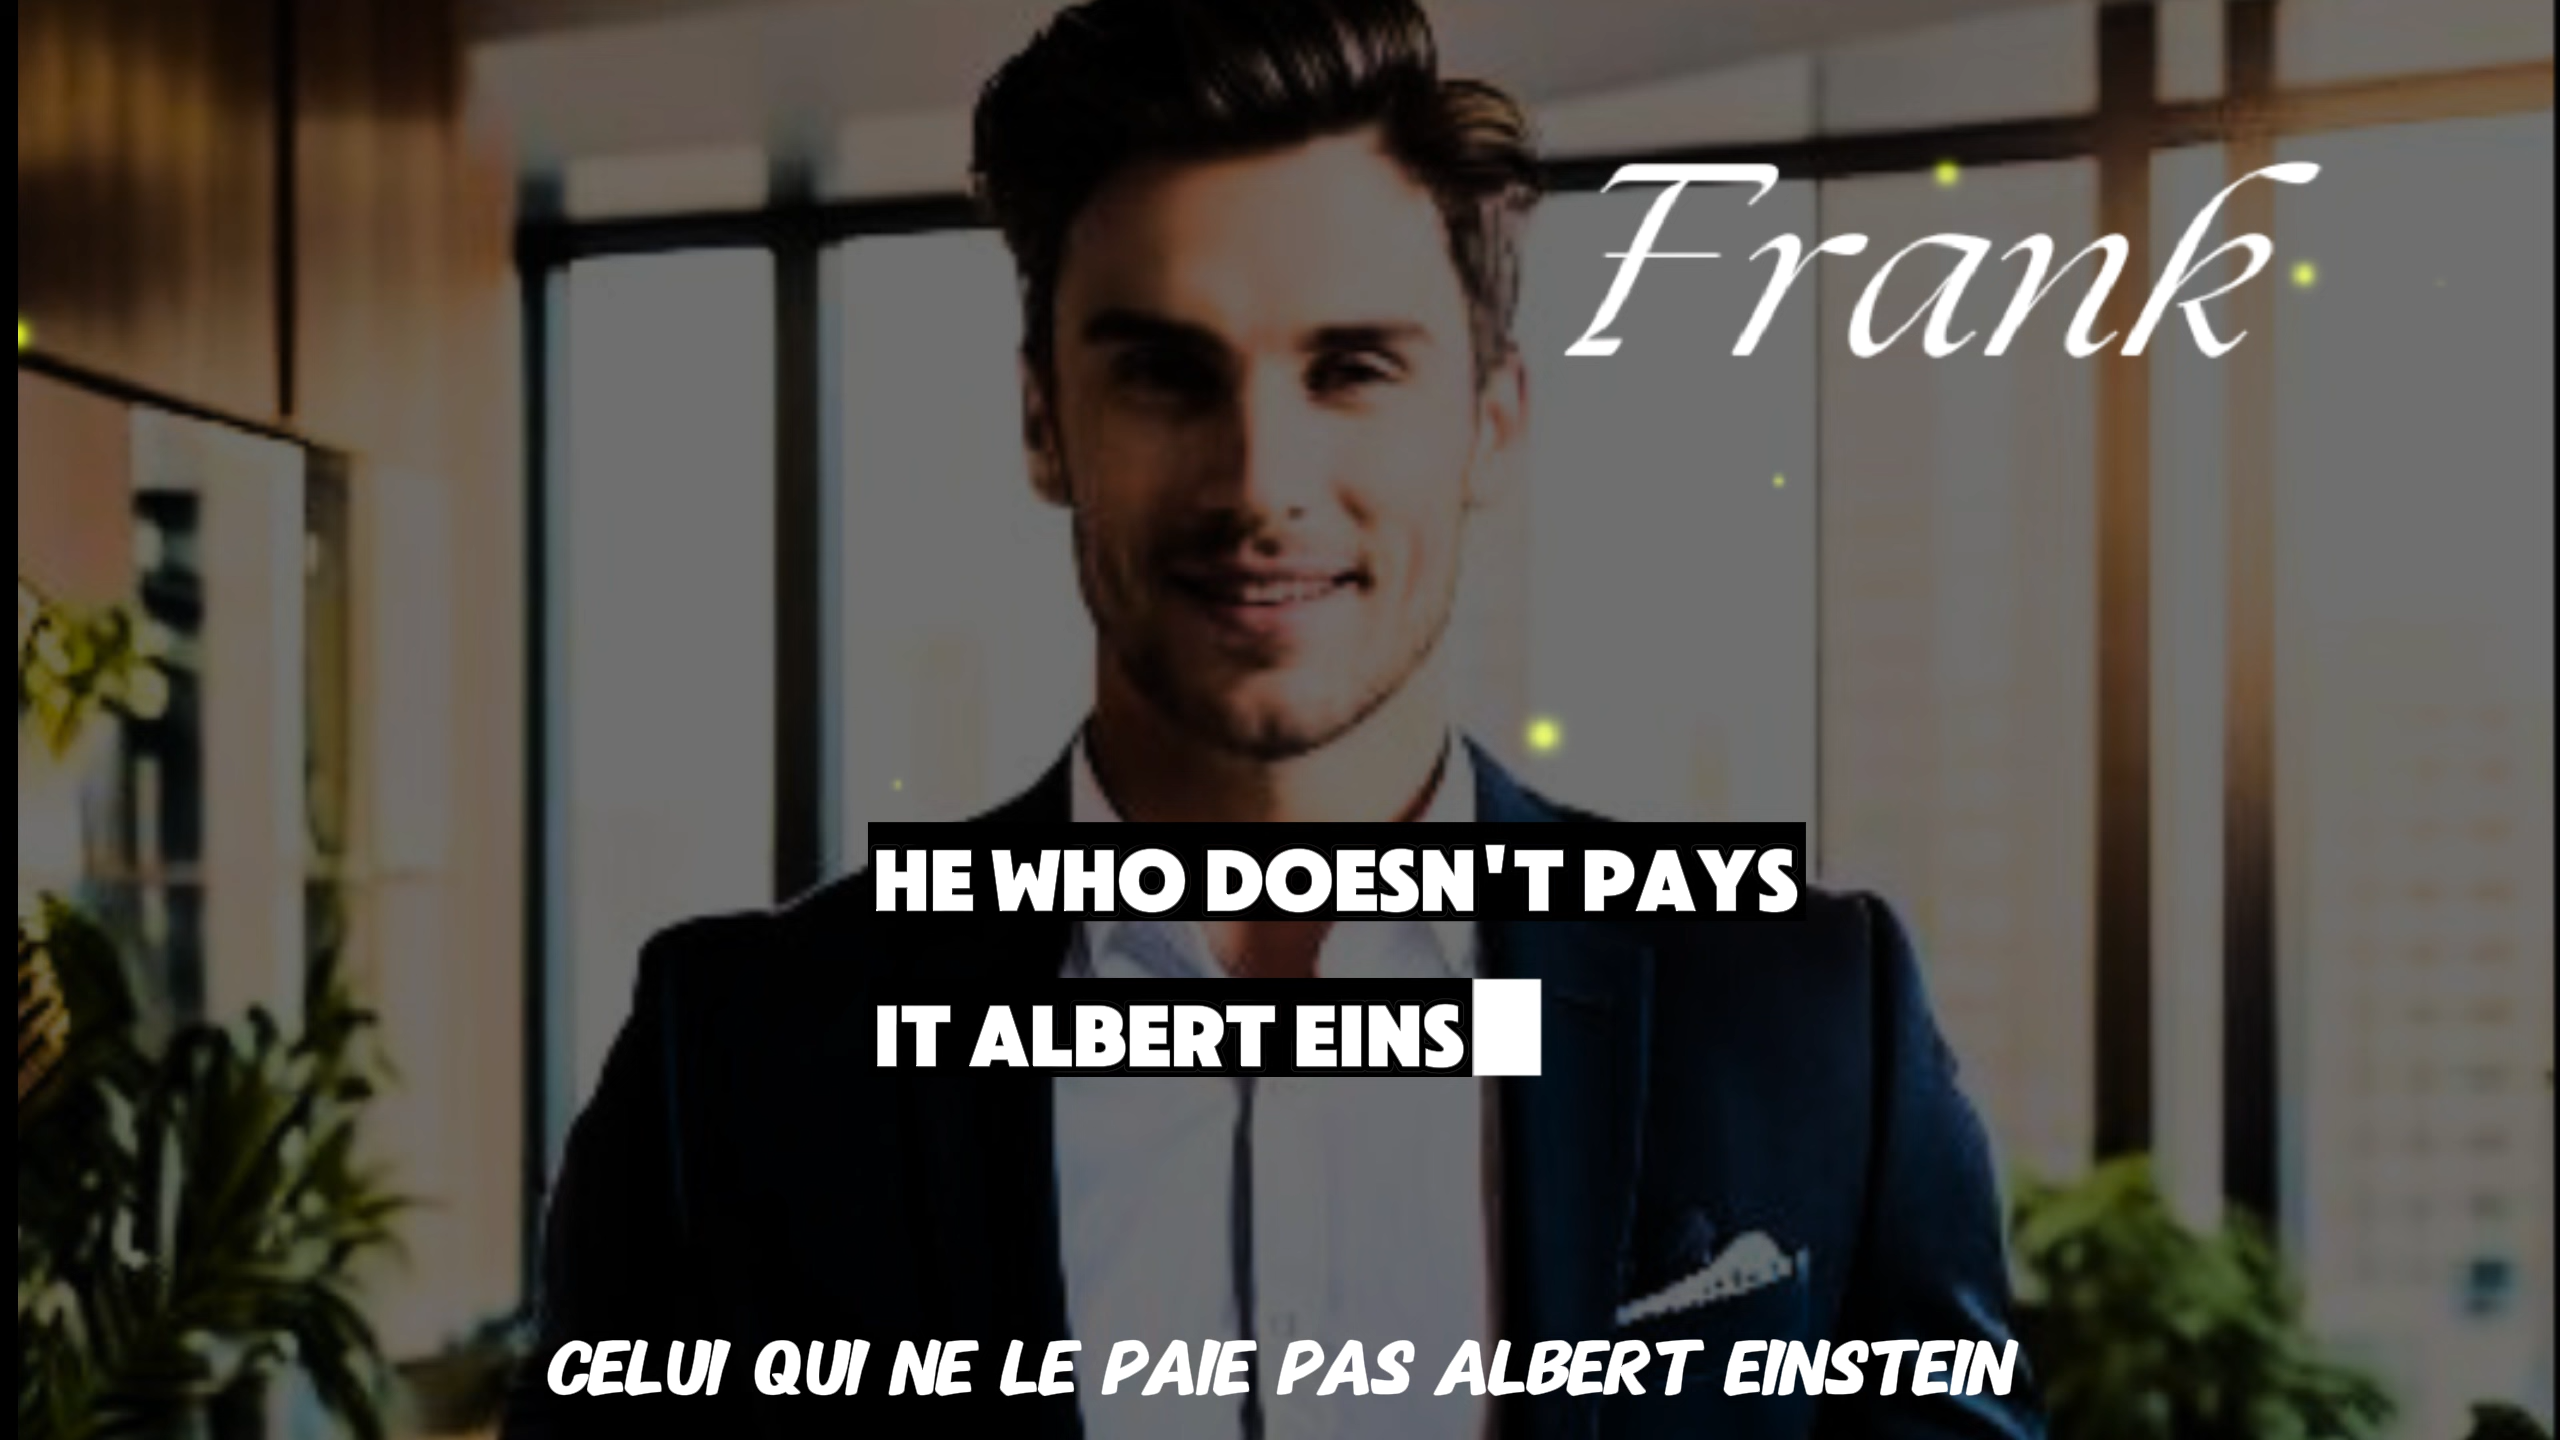 Frank
HE WHO DOESN'T PAYS
IT ALBERT EINS
CELUI QUI NE LE PAIE PAS ALBERT EINSTEIN